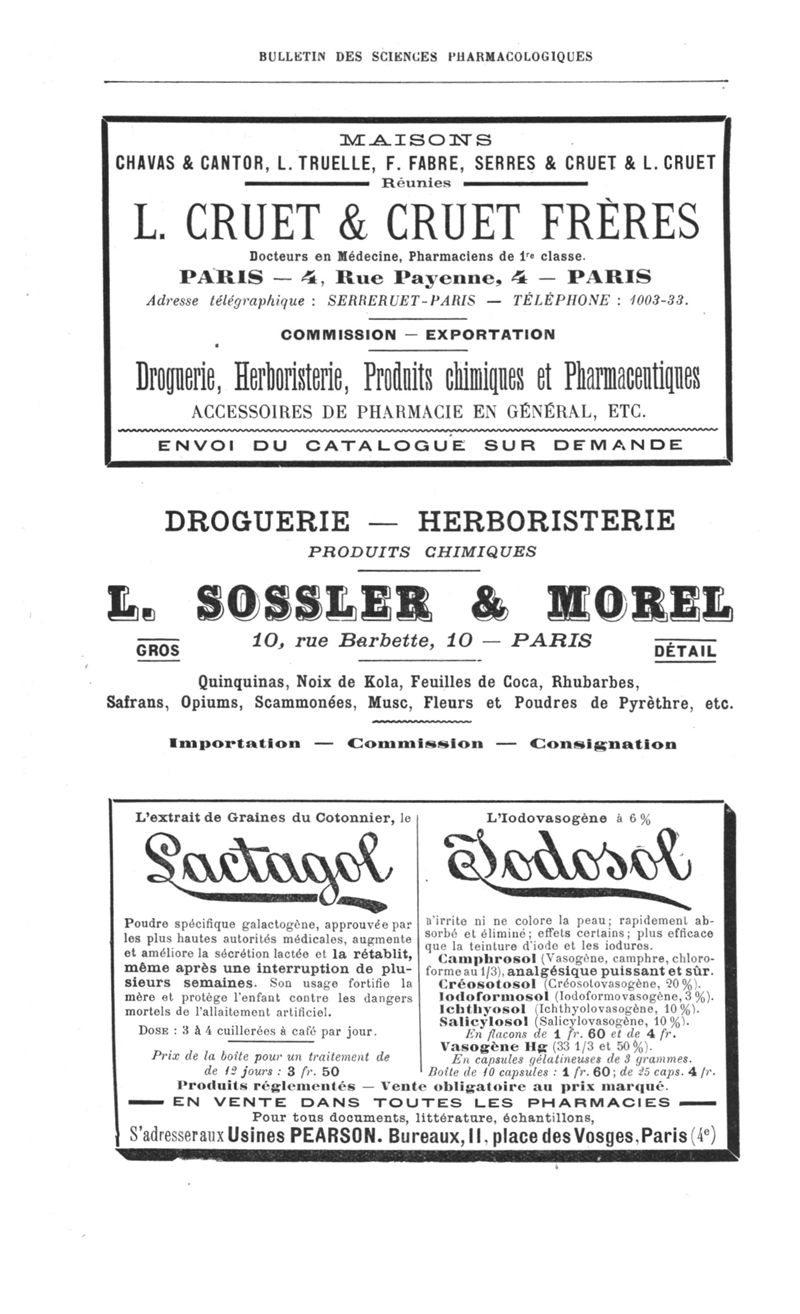 BULLETIN DES SCIENCES PHARMACOLOGIQUES
MAISONS
CHAVAS & CANTOR, L. TRUELLE, F. FABRE, SERRES & CRUET & L. CRUET
Réunies
L. CRUET & CRUET FRÈRES
Docteurs en Médecine, Pharmaciens de 1re classe.
PARIS — 4, Rue Payenne, 4 — PARIS
Adresse télégraphique : SERRERUET-PARIS — TÉLÉPHONE : 1003-33.
COMMISSION — EXPORTATION
Droguerie, Herboristerie, Produits chimiques et Pharmaceutiques
ACCESSOIRES DE PHARMACIE EN GÉNÉRAL, ETC.
ENVOI DU CATALOGUE SUR DEMANDE
DROGUERIE — HERBORISTERIE
PRODUITS CHIMIQUES
L. SOSSLER & MOREL
GROS
10, rue Barbette, 10 — PARIS
DÉTAIL
Quinquinas, Noix de Kola, Feuilles de Coca, Rhubarbes,
Safrans, Opiums, Scammonées, Musc, Fleurs et Poudres de Pyrèthre, etc.
Importation — Commission — Consignation
L'extrait de Graines du Cotonnier, le
Lactagol
Poudre spécifique galactogène, approuvée par
les plus hautes autorités médicales, augmente
et améliore la sécrétion lactée et la rétablit,
même après une interruption de plu-
sieurs semaines. Son usage fortifie la
mère et protège l'enfant contre les dangers
mortels de l'allaitement artificiel.
DOSE : 3 à 4 cuillerées à café par jour.
Prix de la boîte pour un traitement de
de 12 jours : 3 fr. 50
L'Iodovasogène à 6 %
Iodosol
n'irrite ni ne colore la peau ; rapidement ab-
sorbé et éliminé ; effets certains ; plus efficace
que la teinture d'iode et les iodures.
Camphrosol (Vasogène, camphre, chloro-
forme au 1/3), analgésique puissant et sûr.
Créosotosol (Créosotovasogène, 20 %).
Iodoformosol (Iodoformovasogène, 3 %).
Ichthyosol (Ichthyolovasogène, 10 %).
Salicylosol (Salicylovasogène, 10 %).
En flacons de 1 fr. 60 et de 4 fr.
Vasogène Hg (33 1/3 et 50 %).
En capsules gélatineuses de 3 grammes.
Boîte de 10 capsules : 1 fr. 60 ; de 25 caps. 4 fr.
Produits réglementés — Vente obligatoire au prix marqué.
EN VENTE DANS TOUTES LES PHARMACIES
Pour tous documents, littérature, échantillons,
S'adresser aux Usines PEARSON. Bureaux, 11, place des Vosges, Paris (4e)